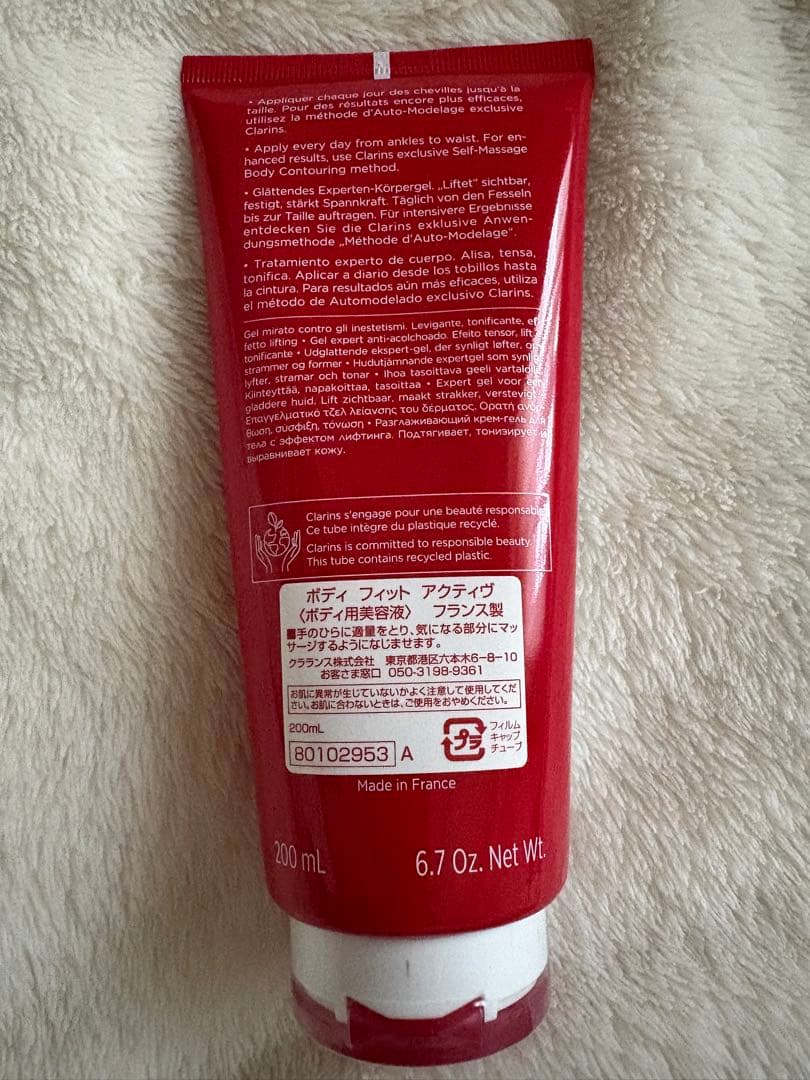 • Appliquer chaque jour des chevilles jusqu'à la
taille. Pour des résultats encore plus efficaces,
utilisez la méthode d'Auto-Modelage exclusive
Clarins.
• Apply every day from ankles to waist. For en-
hanced results, use Clarins exclusive Self-Massage
Body Contouring method.
• Glättendes Experten-Körpergel. „Liftet" sichtbar,
festigt, stärkt Spannkraft. Täglich von den Fesseln
bis zur Taille auftragen. Für intensivere Ergebnisse
entdecken Sie die Clarins exklusive Anwen-
dungsmethode „Méthode d'Auto-Modelage".
• Tratamiento experto de cuerpo. Alisa, tensa,
tonifica. Aplicar a diario desde los tobillos hasta
la cintura. Para resultados aún más eficaces, utiliza
el método de Automodelado exclusivo Clarins.
Gel mirato contro gli inestetismi. Levigante, tonificante, ef-
fetto lifting • Gel expert anti-acolchoado. Efeito tensor, lift,
tonificante • Udglattende ekspert-gel, der synligt løfter, op-
strammer og former • Hudutjämnande expertgel som synlig
lyfter, stramar och tonar • Ihoa tasoittava geeli vartalolle.
Kiinteyttää, napakoittaa, tasoittaa • Expert gel voor een
gladdere huid. Lift zichtbaar, maakt strakker, verstevigt •
Επαγγελματικό τζελ λείανσης του δέρματος. Ορατή ανόρ-
θωση, σύσφιξη, τόνωση • Разглаживающий крем-гель для
тела с эффектом лифтинга. Подтягивает, тонизирует и
выравнивает кожу.
Clarins s'engage pour une beauté responsable.
Ce tube intègre du plastique recyclé.
Clarins is committed to responsible beauty.
This tube contains recycled plastic.
ボディ フィット アクティヴ
〈ボディ用美容液〉 フランス製
■手のひらに適量をとり、気になる部分にマッ
サージするようになじませます。
クラランス株式会社 東京都港区六本木6-8-10
お客さま窓口 050-3198-9361
お肌に異常が生じていないかよく注意して使用してくだ
さい。お肌に合わないときは、ご使用をおやめください。
200mL
80102953 A
プラ
フィルム
キャップ
チューブ
Made in France
200 mL 6.7 Oz. Net Wt.